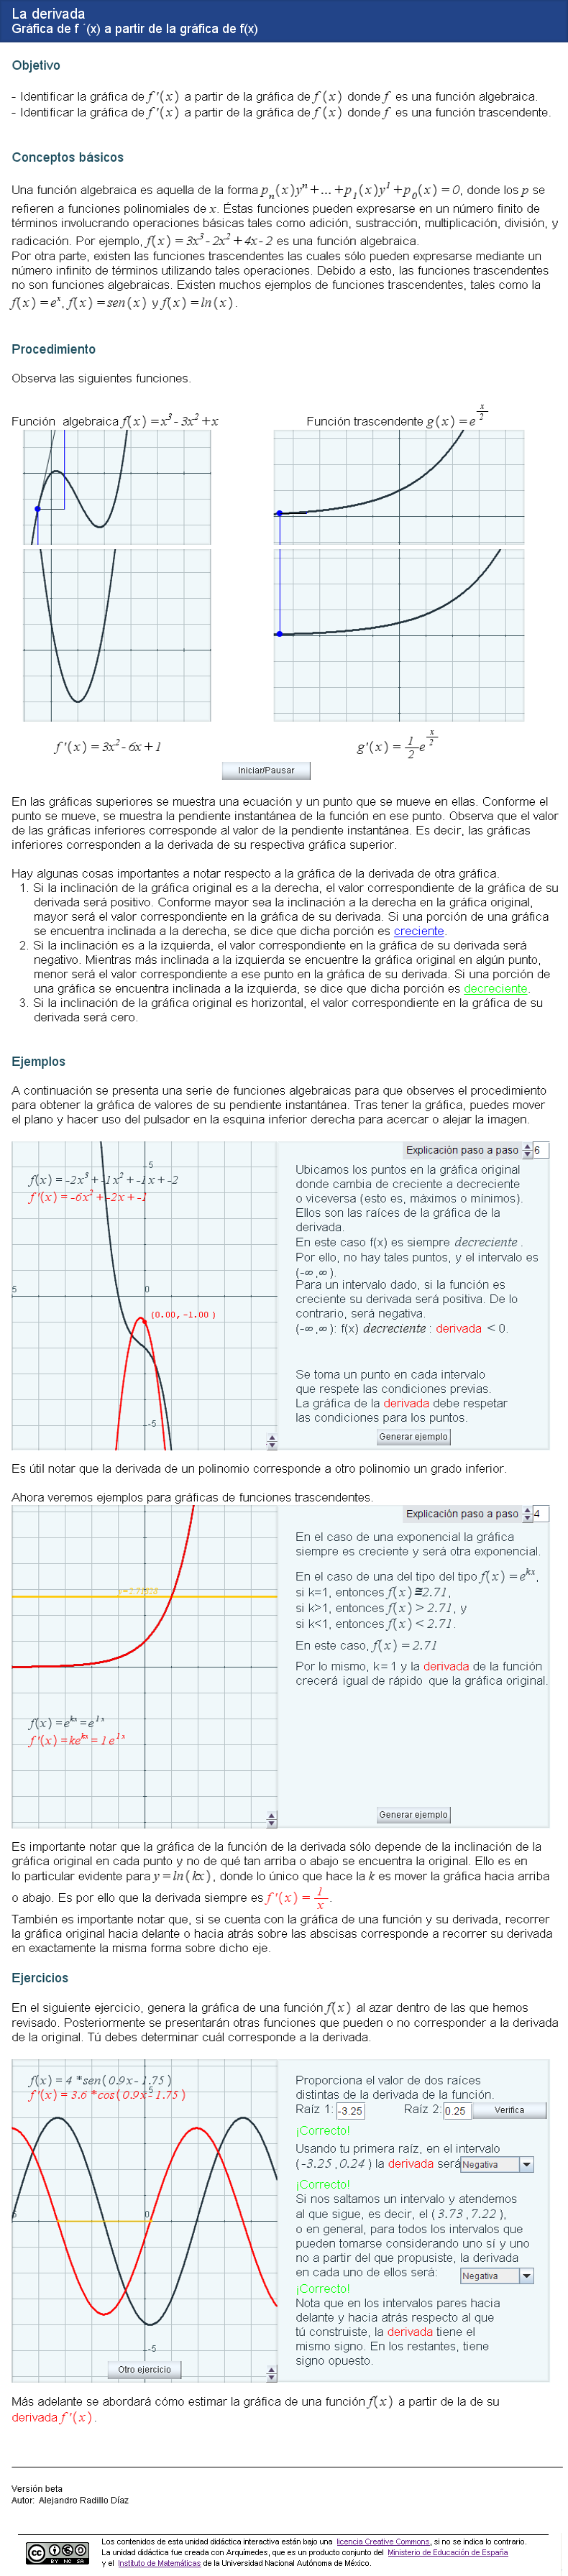 La derivada
Gráfica de f ´(x) a partir de la gráfica de f(x)
Objetivo
- Identificar la gráfica de f'(x) a partir de la gráfica de f(x) donde f es una función algebraica.
- Identificar la gráfica de f'(x) a partir de la gráfica de f(x) donde f es una función trascendente.
Conceptos básicos
Una función algebraica es aquella de la forma pₙ(x)yⁿ+...+p₁(x)y¹+p₀(x)=0, donde los p se
refieren a funciones polinomiales de x. Éstas funciones pueden expresarse en un número finito de
términos involucrando operaciones básicas tales como adición, sustracción, multiplicación, división, y
radicación. Por ejemplo, f(x)=3x³-2x²+4x-2 es una función algebraica.
Por otra parte, existen las funciones trascendentes las cuales sólo pueden expresarse mediante un
número infinito de términos utilizando tales operaciones. Debido a esto, las funciones trascendentes
no son funciones algebraicas. Existen muchos ejemplos de funciones trascendentes, tales como la
f(x)=eˣ, f(x)=sen(x) y f(x)=ln(x).
Procedimiento
Observa las siguientes funciones.
Función algebraica f(x)=x³-3x²+x
Función trascendente g(x)=e^(x/2)
f'(x)=3x²-6x+1
g'(x)=1/2 e^(x/2)
Iniciar/Pausar
En las gráficas superiores se muestra una ecuación y un punto que se mueve en ellas. Conforme el
punto se mueve, se muestra la pendiente instantánea de la función en ese punto. Observa que el valor
de las gráficas inferiores corresponde al valor de la pendiente instantánea. Es decir, las gráficas
inferiores corresponden a la derivada de su respectiva gráfica superior.
Hay algunas cosas importantes a notar respecto a la gráfica de la derivada de otra gráfica.
1. Si la inclinación de la gráfica original es a la derecha, el valor correspondiente de la gráfica de su
derivada será positivo. Conforme mayor sea la inclinación a la derecha en la gráfica original,
mayor será el valor correspondiente en la gráfica de su derivada. Si una porción de una gráfica
se encuentra inclinada a la derecha, se dice que dicha porción es creciente.
2. Si la inclinación es a la izquierda, el valor correspondiente en la gráfica de su derivada será
negativo. Mientras más inclinada a la izquierda se encuentre la gráfica original en algún punto,
menor será el valor correspondiente a ese punto en la gráfica de su derivada. Si una porción de
una gráfica se encuentra inclinada a la izquierda, se dice que dicha porción es decreciente.
3. Si la inclinación de la gráfica original es horizontal, el valor correspondiente en la gráfica de su
derivada será cero.
Ejemplos
A continuación se presenta una serie de funciones algebraicas para que observes el procedimiento
para obtener la gráfica de valores de su pendiente instantánea. Tras tener la gráfica, puedes mover
el plano y hacer uso del pulsador en la esquina inferior derecha para acercar o alejar la imagen.
Explicación paso a paso 6
5
f(x)=-2x³+-1x²+-1x+-2
f'(x)=-6x²+-2x+-1
5
0
(0.00,-1.00)
-5
Ubicamos los puntos en la gráfica original
donde cambia de creciente a decreciente
o viceversa (esto es, máximos o mínimos).
Ellos son las raíces de la gráfica de la
derivada.
En este caso f(x) es siempre decreciente .
Por ello, no hay tales puntos, y el intervalo es
(-∞,∞).
Para un intervalo dado, si la función es
creciente su derivada será positiva. De lo
contrario, será negativa.
(-∞,∞): f(x) decreciente : derivada < 0.
Se toma un punto en cada intervalo
que respete las condiciones previas.
La gráfica de la derivada debe respetar
las condiciones para los puntos.
Generar ejemplo
Es útil notar que la derivada de un polinomio corresponde a otro polinomio un grado inferior.
Ahora veremos ejemplos para gráficas de funciones trascendentes.
Explicación paso a paso 4
y=2.71828
f(x)=e^(kx)=e^(1x)
f'(x)=ke^(kx)=1e^(1x)
En el caso de una exponencial la gráfica
siempre es creciente y será otra exponencial.
En el caso de una del tipo del tipo f(x)=e^(kx),
si k=1, entonces f(x)≅2.71,
si k>1, entonces f(x)>2.71, y
si k<1, entonces f(x)<2.71.
En este caso, f(x)=2.71
Por lo mismo, k=1 y la derivada de la función
crecerá igual de rápido que la gráfica original.
Generar ejemplo
Es importante notar que la gráfica de la función de la derivada sólo depende de la inclinación de la
gráfica original en cada punto y no de qué tan arriba o abajo se encuentra la original. Ello es en
lo particular evidente para y=ln(kx), donde lo único que hace la k es mover la gráfica hacia arriba
o abajo. Es por ello que la derivada siempre es f'(x)=1/x.
También es importante notar que, si se cuenta con la gráfica de una función y su derivada, recorrer
la gráfica original hacia delante o hacia atrás sobre las abscisas corresponde a recorrer su derivada
en exactamente la misma forma sobre dicho eje.
Ejercicios
En el siguiente ejercicio, genera la gráfica de una función f(x) al azar dentro de las que hemos
revisado. Posteriormente se presentarán otras funciones que pueden o no corresponder a la derivada
de la original. Tú debes determinar cuál corresponde a la derivada.
f(x)=4*sen(0.9x-1.75)
f'(x)=3.6*cos(0.9x-1.75)
5
5
0
-5
Otro ejercicio
Proporciona el valor de dos raíces
distintas de la derivada de la función.
Raíz 1: -3.25 Raíz 2: 0.25 Verifica
¡Correcto!
Usando tu primera raíz, en el intervalo
(-3.25,0.24) la derivada será Negativa
¡Correcto!
Si nos saltamos un intervalo y atendemos
al que sigue, es decir, el (3.73,7.22),
o en general, para todos los intervalos que
pueden tomarse considerando uno sí y uno
no a partir del que propusiste, la derivada
en cada uno de ellos será: Negativa
¡Correcto!
Nota que en los intervalos pares hacia
delante y hacia atrás respecto al que
tú construiste, la derivada tiene el
mismo signo. En los restantes, tiene
signo opuesto.
Más adelante se abordará cómo estimar la gráfica de una función f(x) a partir de la de su
derivada f'(x).
Versión beta
Autor: Alejandro Radillo Díaz
cc BY NC SA
Los contenidos de esta unidad didáctica interactiva están bajo una licencia Creative Commons, si no se indica lo contrario.
La unidad didáctica fue creada con Arquímedes, que es un producto conjunto del Ministerio de Educación de España
y el Instituto de Matemáticas de la Universidad Nacional Autónoma de México.